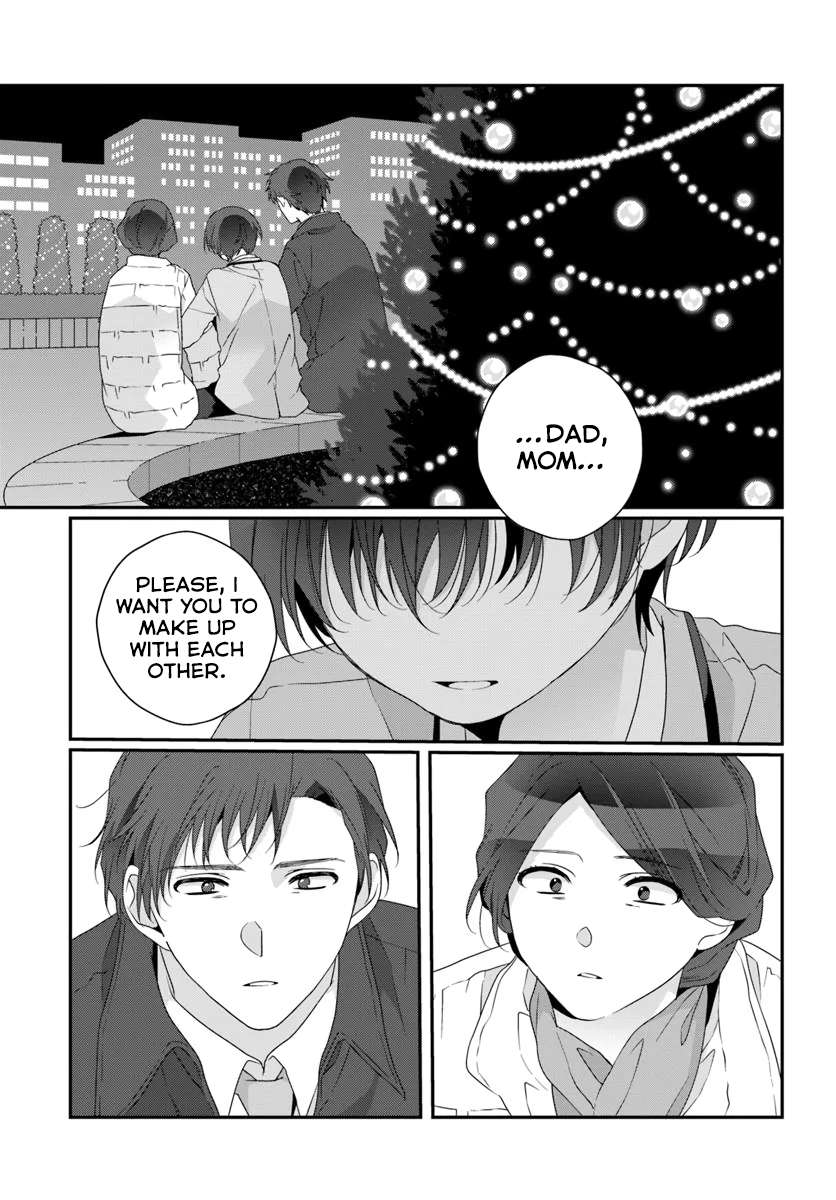 ...DAD,
MOM...
PLEASE, I
WANT YOU TO
MAKE UP
WITH EACH
OTHER.